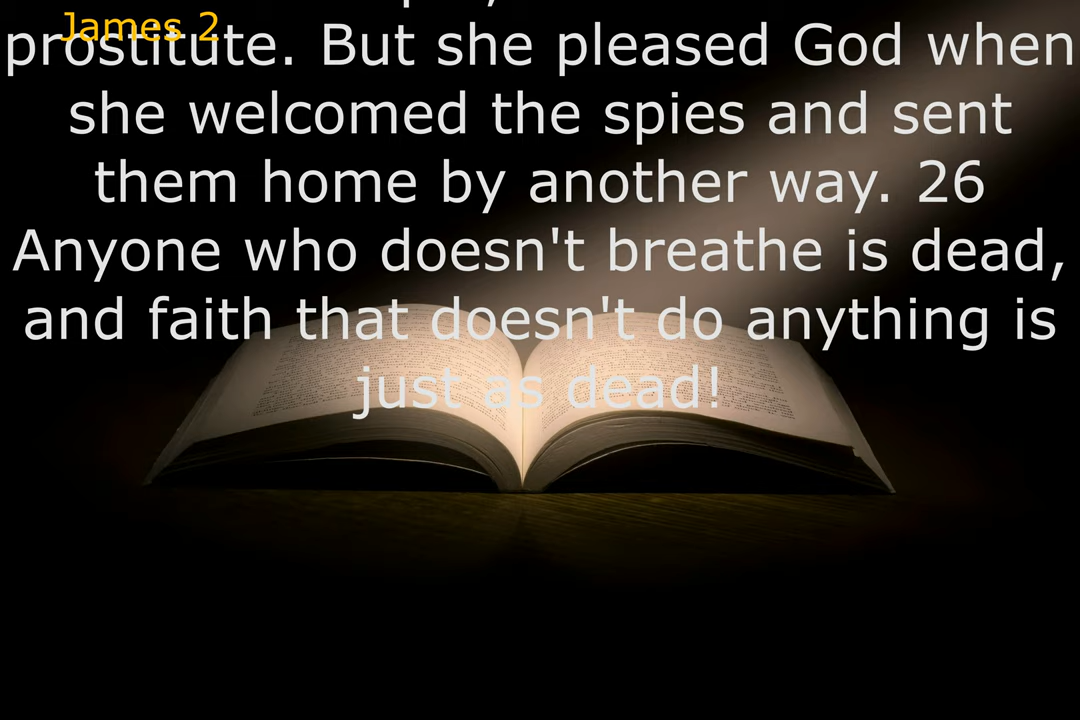 James 2
prostitute. But she pleased God when
she welcomed the spies and sent
them home by another way. 26
Anyone who doesn't breathe is dead,
and faith that doesn't do anything is
just as dead!